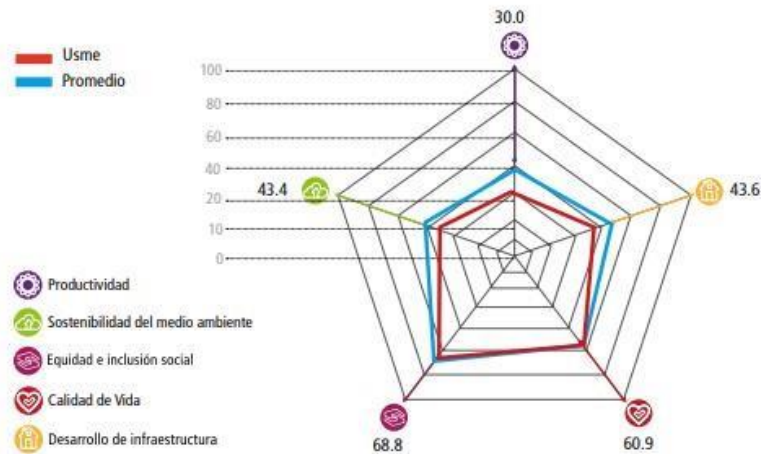 30.0
Usme
Promedio
100
80
60
40
20
10
0
43.4
43.6
Productividad
Sostenibilidad del medio ambiente
Equidad e inclusión social
Calidad de Vida
Desarrollo de infraestructura
68.8
60.9